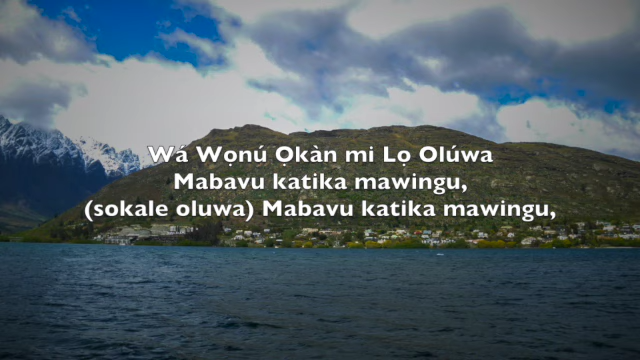 Wá Wọnú Ọkàn mi Lọ Olúwa
Mabavu katika mawingu,
(sokale oluwa) Mabavu katika mawingu,